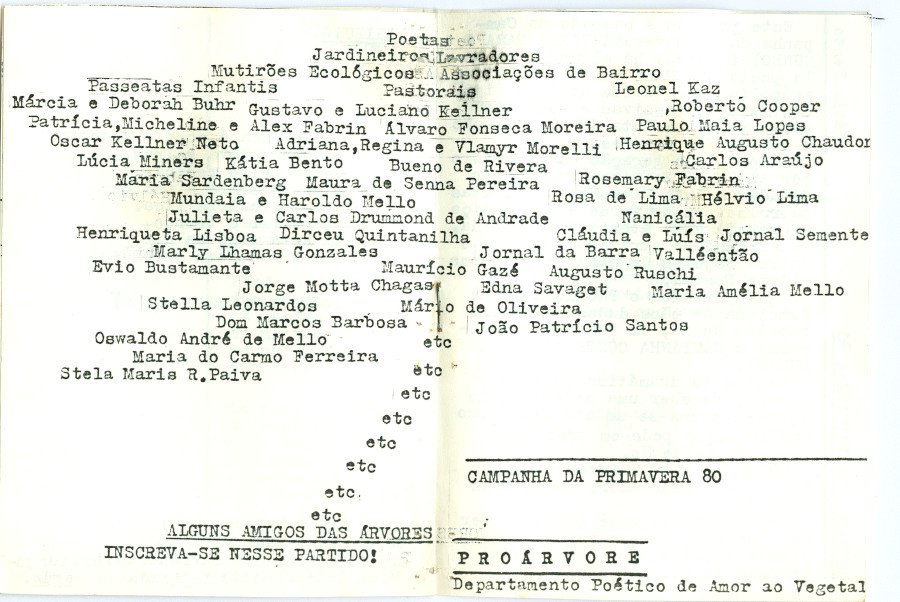 Poetas
Jardineiros Lavradores
Mutirões Ecológicos Associações de Bairro
Passeatas Infantis Pastorais Leonel Kaz
Márcia e Deborah Buhr Gustavo e Luciano Kellner ,Roberto Cooper
Patrícia,Micheline e Alex Fabrin Álvaro Fonseca Moreira Paulo Maia Lopes
Oscar Kellner Neto Adriana,Regina e Vlamyr Morelli Henrique Augusto Chaudon
Lúcia Miners Kátia Bento Bueno de Rivera Carlos Araújo
Maria Sardenberg Maura de Senna Pereira Rosemary Fabrin
Mundaia e Haroldo Mello Rosa de Lima Hélvio Lima
Julieta e Carlos Drummond de Andrade Nanicália
Henriqueta Lisboa Dirceu Quintanilha Cláudia e Luís Jornal Semente
Marly Lhamas Gonzales Jornal da Barra Valléentão
Evio Bustamante Maurício Gazé Augusto Ruschi
Jorge Motta Chagas Edna Savaget Maria Amélia Mello
Stella Leonardos Mário de Oliveira
Dom Marcos Barbosa João Patrício Santos
Oswaldo André de Mello etc
Maria do Carmo Ferreira
Stela Maris R.Paiva etc
etc
etc
etc
etc
etc.
etc
CAMPANHA DA PRIMAVERA 80
ALGUNS AMIGOS DAS ÁRVORES
INSCREVA-SE NESSE PARTIDO!
PROÁRVORE
Departamento Poético de Amor ao Vegetal